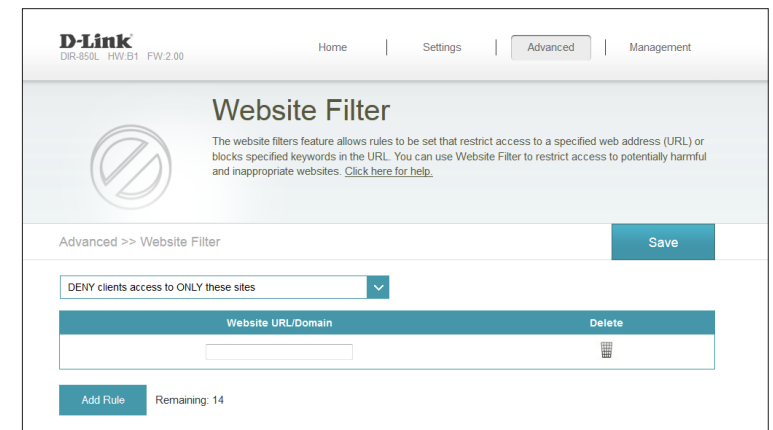 D-Link
DIR-850L HW:B1 FW:2.00
Home Settings Advanced Management
Website Filter
The website filters feature allows rules to be set that restrict access to a specified web address (URL) or
blocks specified keywords in the URL. You can use Website Filter to restrict access to potentially harmful
and inappropriate websites. Click here for help.
Advanced >> Website Filter
Save
DENY clients access to ONLY these sites
Website URL/Domain Delete
Add Rule Remaining: 14